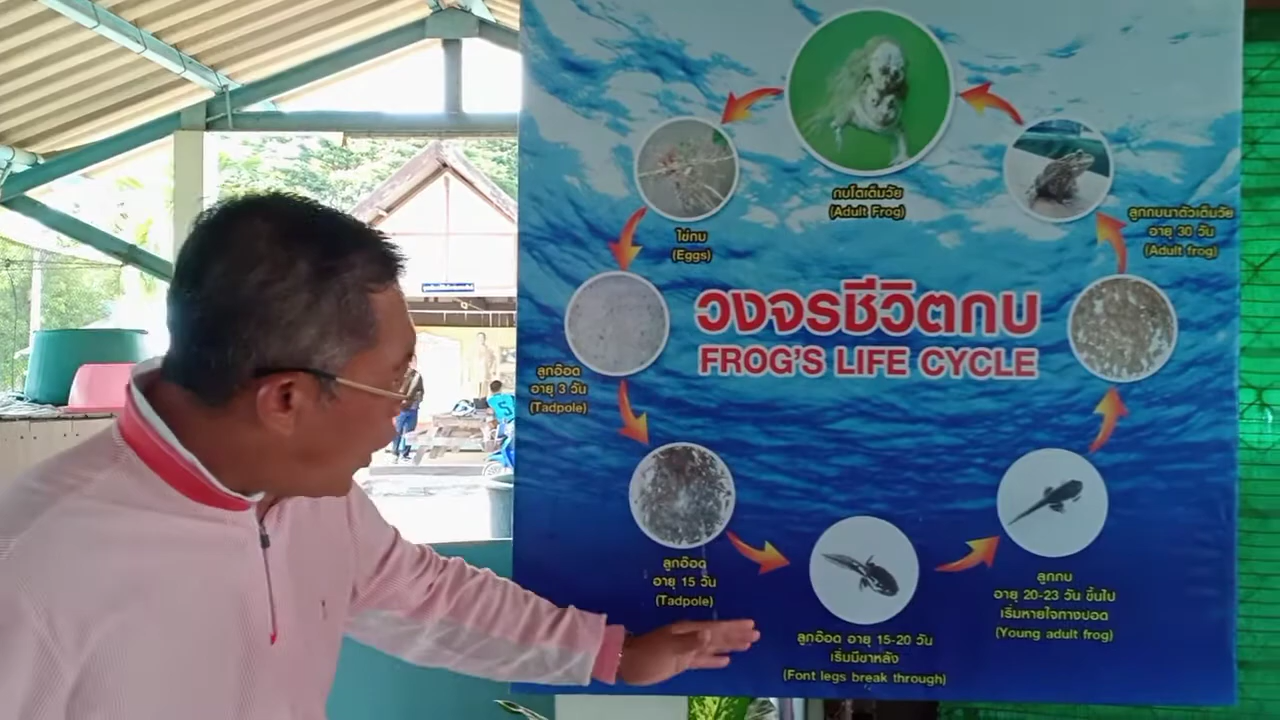 กบโตเต็มวัย
(Adult Frog)
ไข่กบ
(Eggs)
ลูกกบนาตัวเต็มวัย
อายุ 30 วัน
(Adult frog)
วงจรชีวิตกบ
FROG'S LIFE CYCLE
ลูกอ๊อด
อายุ 3 วัน
(Tadpole)
ลูกอ๊อด
อายุ 15 วัน
(Tadpole)
ลูกอ๊อด อายุ 15-20 วัน
เริ่มมีขาหลัง
(Font legs break through)
ลูกกบ
อายุ 20-23 วัน ขึ้นไป
เริ่มหายใจทางปอด
(Young adult frog)